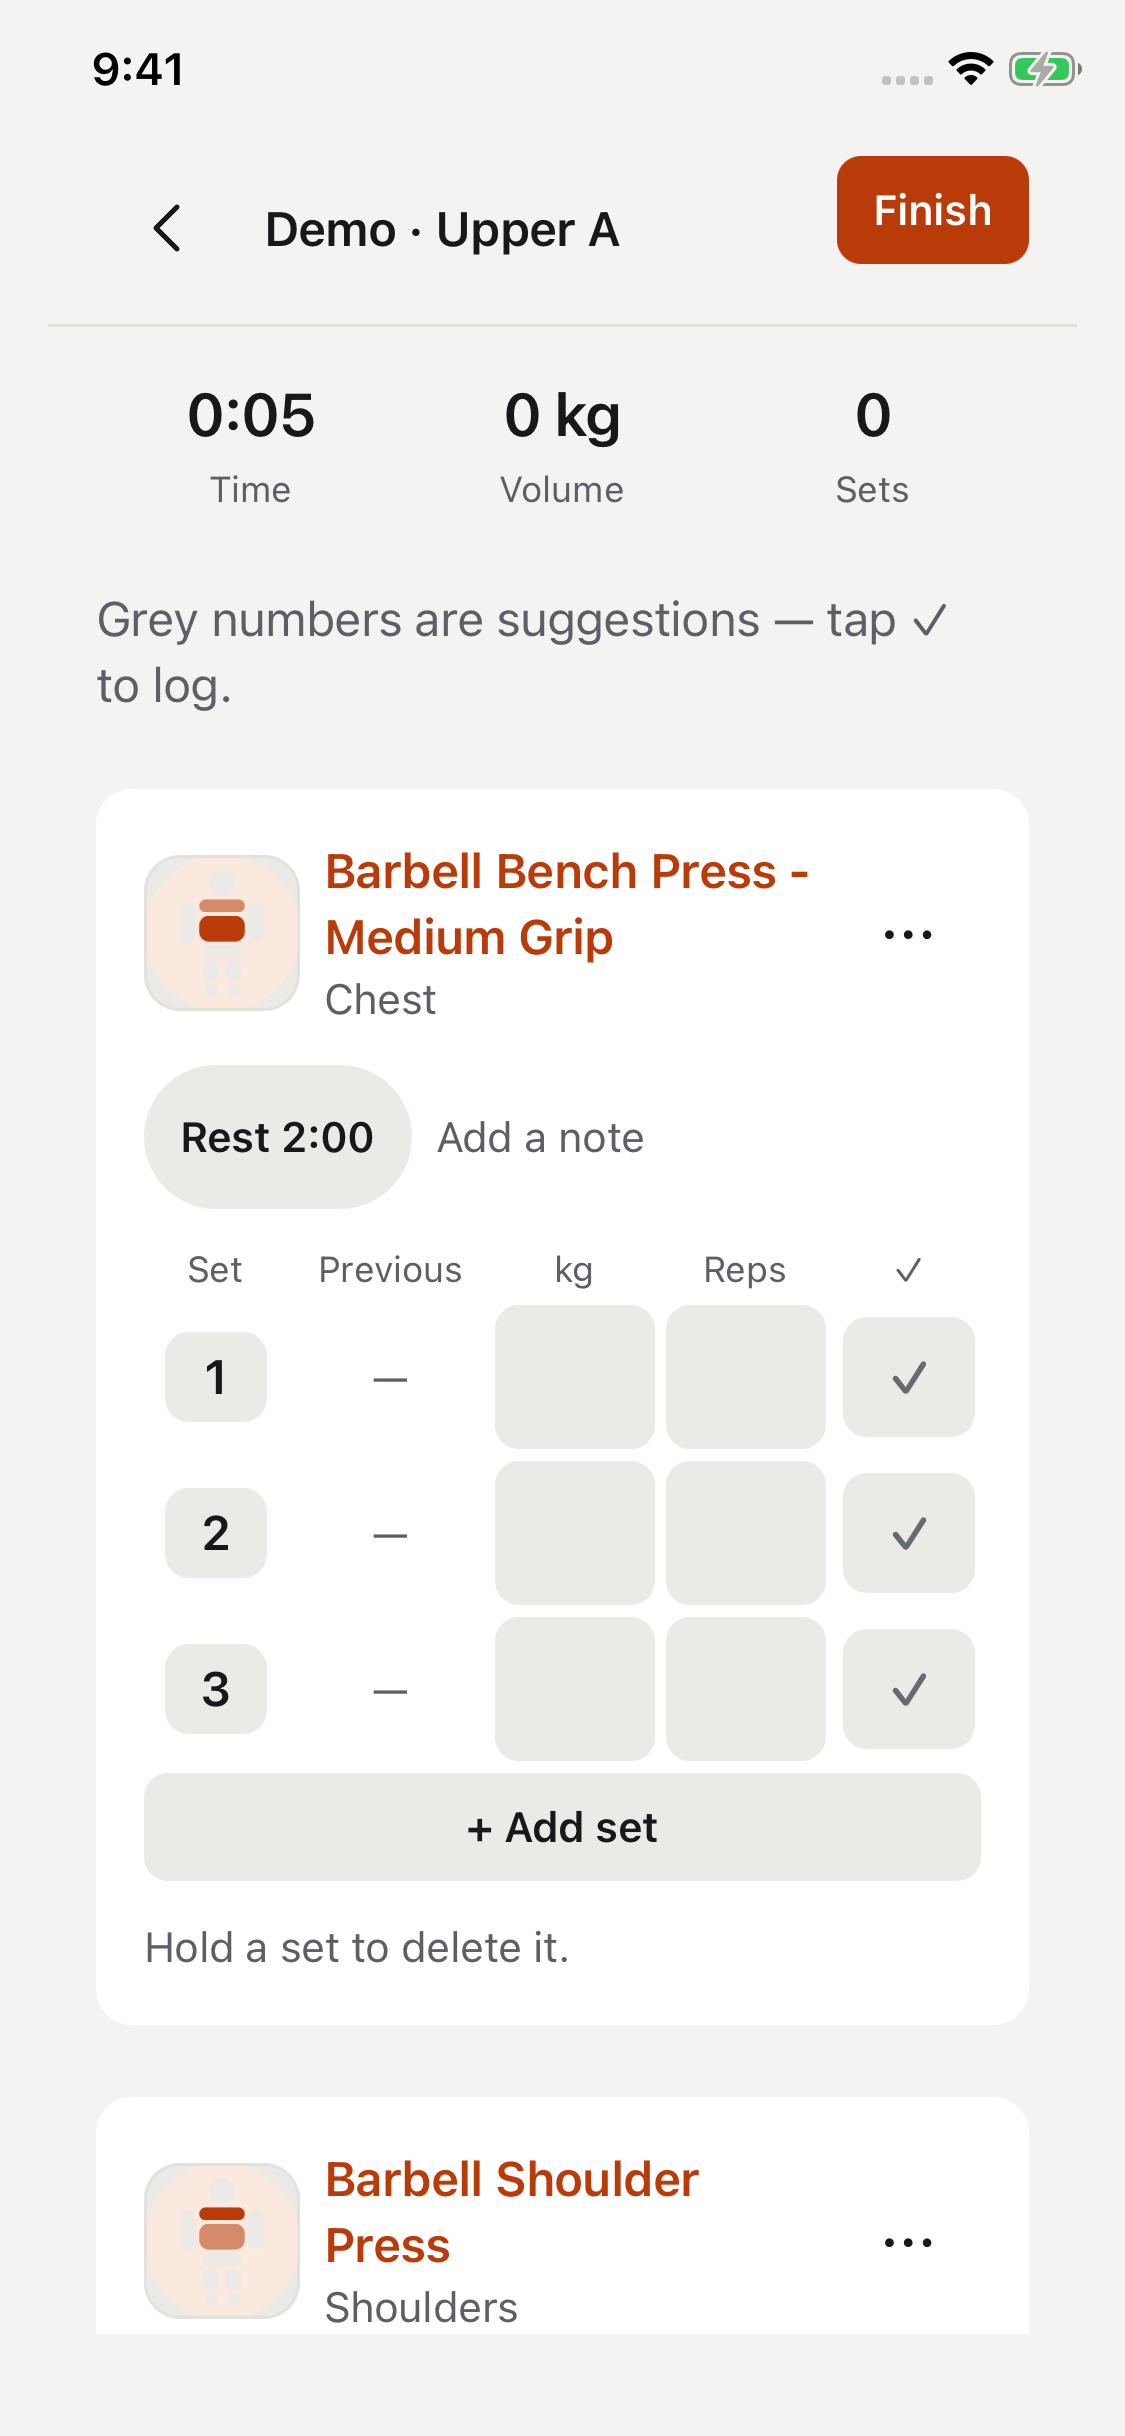 9:41
Demo · Upper A
Finish
0:05
0 kg
0
Time
Volume
Sets
Grey numbers are suggestions — tap ✓
to log.
Barbell Bench Press -
Medium Grip
Chest
Rest 2:00
Add a note
Set
Previous
kg
Reps
✓
1
—
✓
2
—
✓
3
—
✓
+ Add set
Hold a set to delete it.
Barbell Shoulder
Press
Shoulders